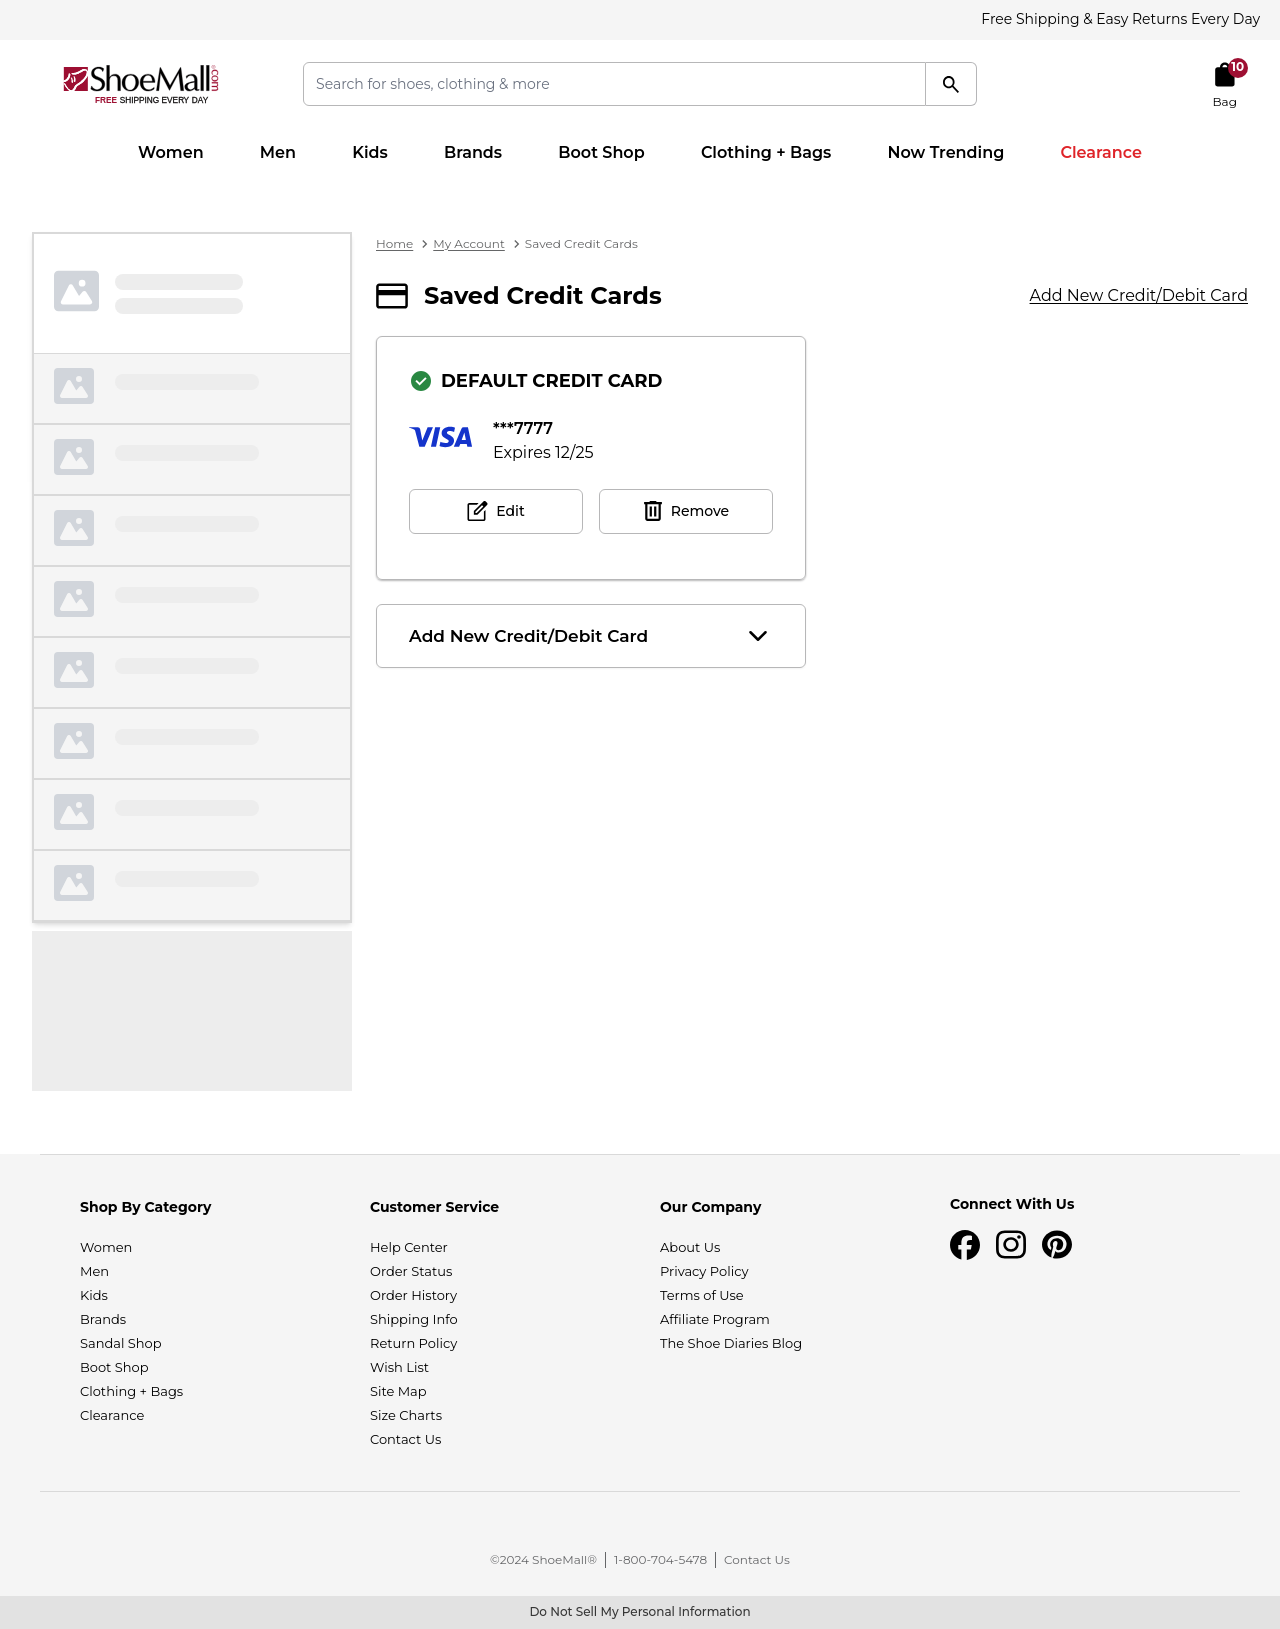 Free Shipping & Easy Returns Every Day
ShoeMall.com
FREE SHIPPING EVERY DAY
Search for shoes, clothing & more
10
Bag
Women
Men
Kids
Brands
Boot Shop
Clothing + Bags
Now Trending
Clearance
Home
My Account
Saved Credit Cards
Saved Credit Cards
Add New Credit/Debit Card
DEFAULT CREDIT CARD
VISA
***7777
Expires 12/25
Edit
Remove
Add New Credit/Debit Card
Shop By Category
Women
Men
Kids
Brands
Sandal Shop
Boot Shop
Clothing + Bags
Clearance
Customer Service
Help Center
Order Status
Order History
Shipping Info
Return Policy
Wish List
Site Map
Size Charts
Contact Us
Our Company
About Us
Privacy Policy
Terms of Use
Affiliate Program
The Shoe Diaries Blog
Connect With Us
©2024 ShoeMall®
1-800-704-5478
Contact Us
Do Not Sell My Personal Information